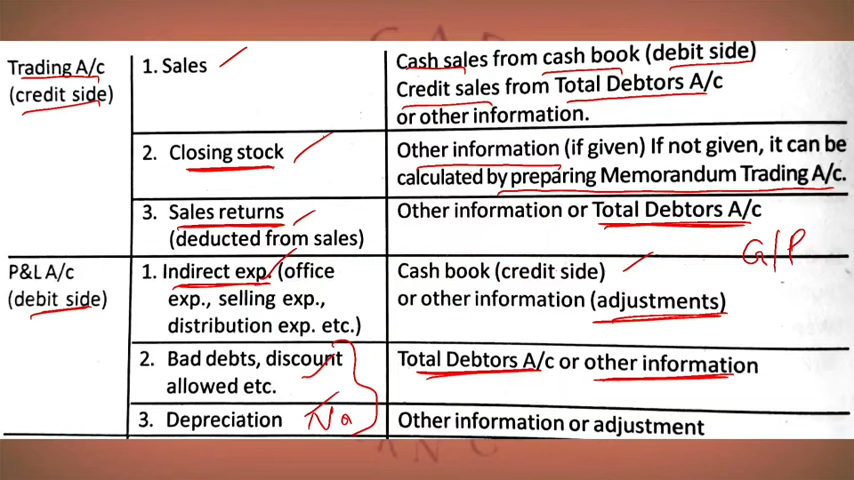 Trading A/c
(credit side)
1. Sales
Cash sales from cash book (debit side)
Credit sales from Total Debtors A/c
or other information.
2. Closing stock
Other information (if given) If not given, it can be
calculated by preparing Memorandum Trading A/c.
3. Sales returns
(deducted from sales)
Other information or Total Debtors A/c
G/P
P&L A/c
(debit side)
1. Indirect exp. (office
exp., selling exp.,
distribution exp. etc.)
Cash book (credit side)
or other information (adjustments)
2. Bad debts, discount
allowed etc.
Total Debtors A/c or other information
3. Depreciation
Other information or adjustment